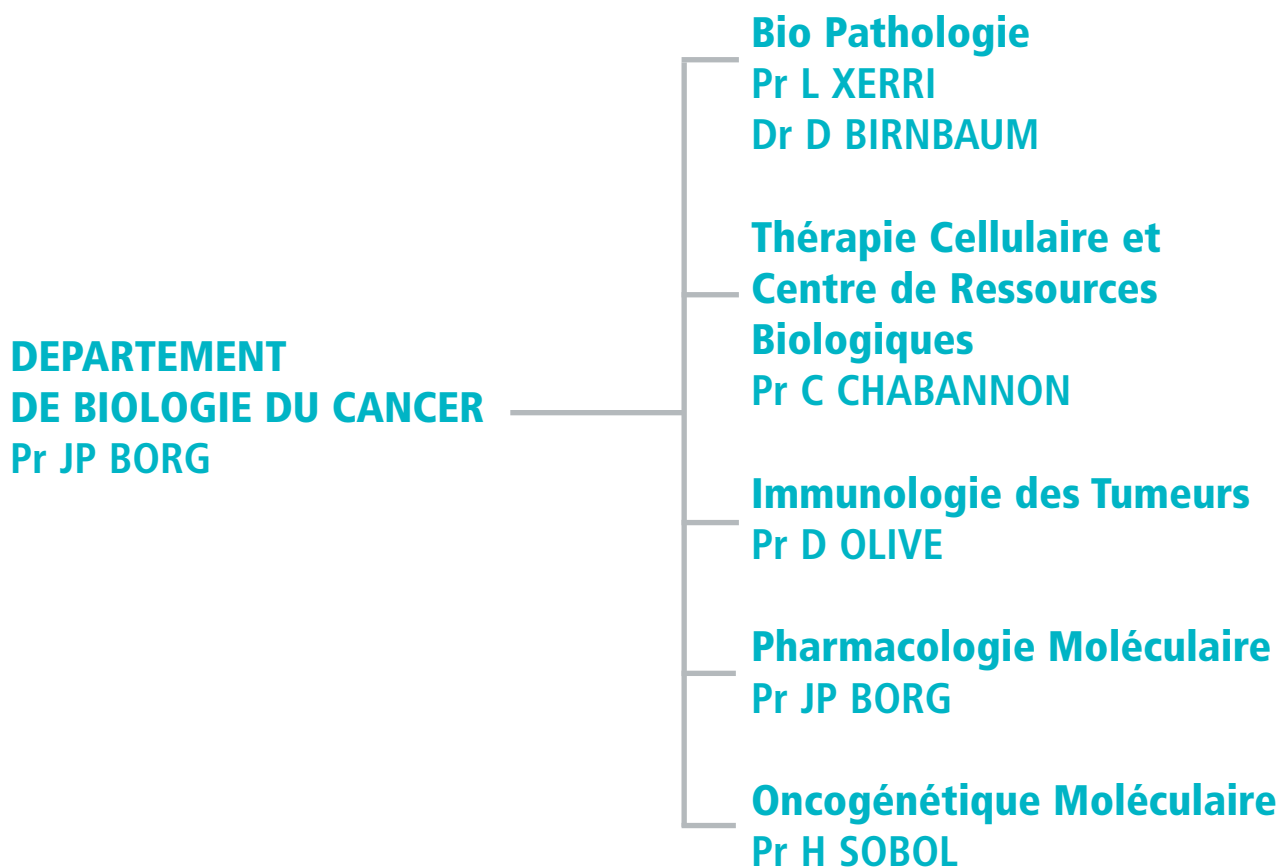 Bio Pathologie
Pr L XERRI
Dr D BIRNBAUM
Thérapie Cellulaire et
Centre de Ressources
Biologiques
Pr C CHABANNON
DEPARTEMENT
DE BIOLOGIE DU CANCER
Pr JP BORG
Immunologie des Tumeurs
Pr D OLIVE
Pharmacologie Moléculaire
Pr JP BORG
Oncogénétique Moléculaire
Pr H SOBOL